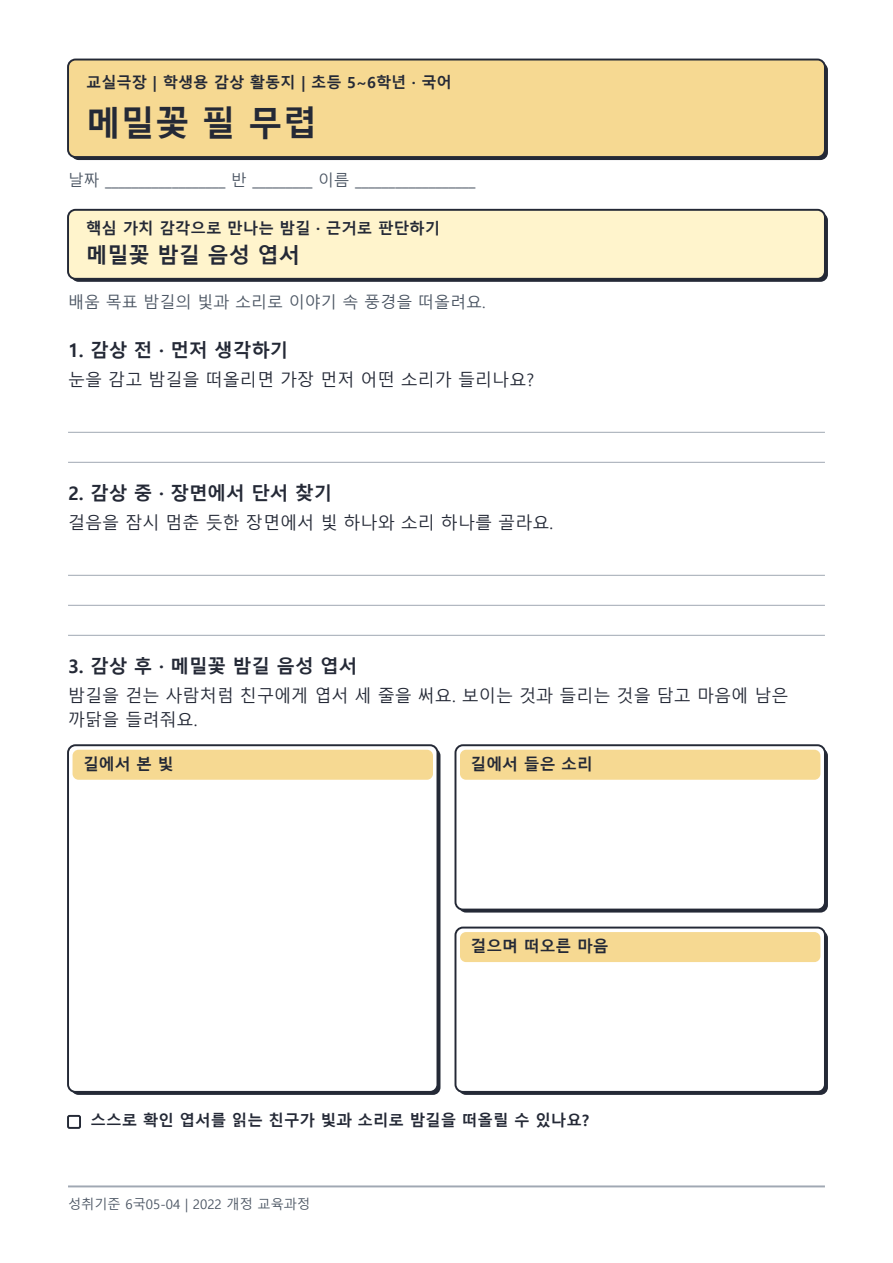 교실극장 | 학생용 감상 활동지 | 초등 5~6학년 · 국어
메밀꽃 필 무렵
날짜 ________________ 반 ________ 이름 ________________
핵심 가치 감각으로 만나는 밤길 · 근거로 판단하기
메밀꽃 밤길 음성 엽서
배움 목표 밤길의 빛과 소리로 이야기 속 풍경을 떠올려요.
1. 감상 전 · 먼저 생각하기
눈을 감고 밤길을 떠올리면 가장 먼저 어떤 소리가 들리나요?
2. 감상 중 · 장면에서 단서 찾기
걸음을 잠시 멈춘 듯한 장면에서 빛 하나와 소리 하나를 골라요.
3. 감상 후 · 메밀꽃 밤길 음성 엽서
밤길을 걷는 사람처럼 친구에게 엽서 세 줄을 써요. 보이는 것과 들리는 것을 담고 마음에 남은
까닭을 들려줘요.
길에서 본 빛
길에서 들은 소리
걸으며 떠오른 마음
스스로 확인 엽서를 읽는 친구가 빛과 소리로 밤길을 떠올릴 수 있나요?
성취기준 6국05-04 | 2022 개정 교육과정